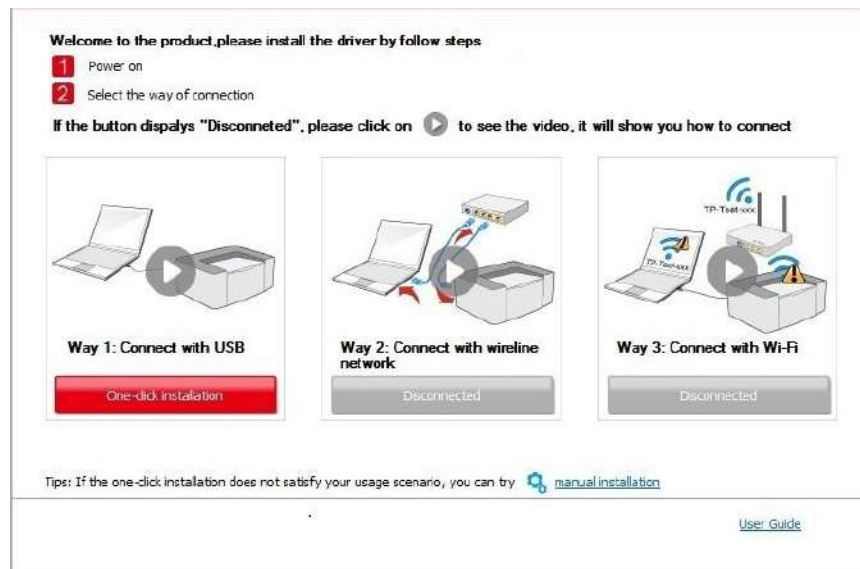 Welcome to the product,please install the driver by follow steps
1 Power on
2 Select the way of connection
If the button dispalys "Disconneted", please click on to see the video, it will show you how to connect
TP-Test-xxx
TP-Test-xxx
Way 1: Connect with USB
Way 2: Connect with wireline
network
Way 3: Connect with Wi-Fi
One-click installation
Disconnected
Disconnected
Tips: If the one-click installation does not satisfy your usage scenario, you can try manual installation
User Guide